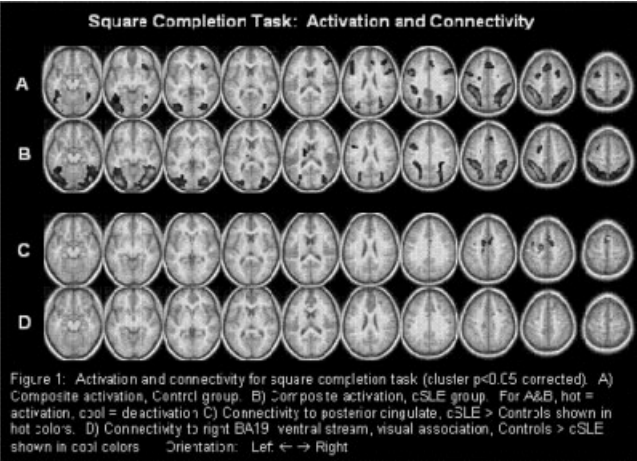 Square Completion Task: Activation and Connectivity
A
B
C
D
Figure 1: Activation and connectivity for square completion task (cluster p<0.05 corrected). A)
Composite activation, Control group. B) Composite activation, cSLE group. For A&B, hot =
activation, cool = deactivation C) Connectivity to posterior cingulate, cSLE > Controls shown in
hot colors. D) Connectivity to right BA19 ventral stream, visual association, Controls > cSLE
shown in cool colors Orientation: Left ← → Right